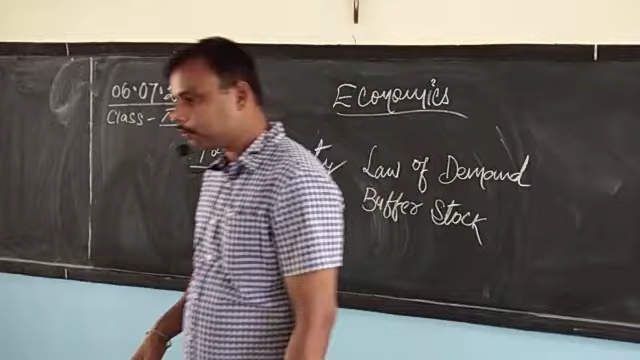 06.07.
Class -
Economics
Law of Demand
Buffer Stock